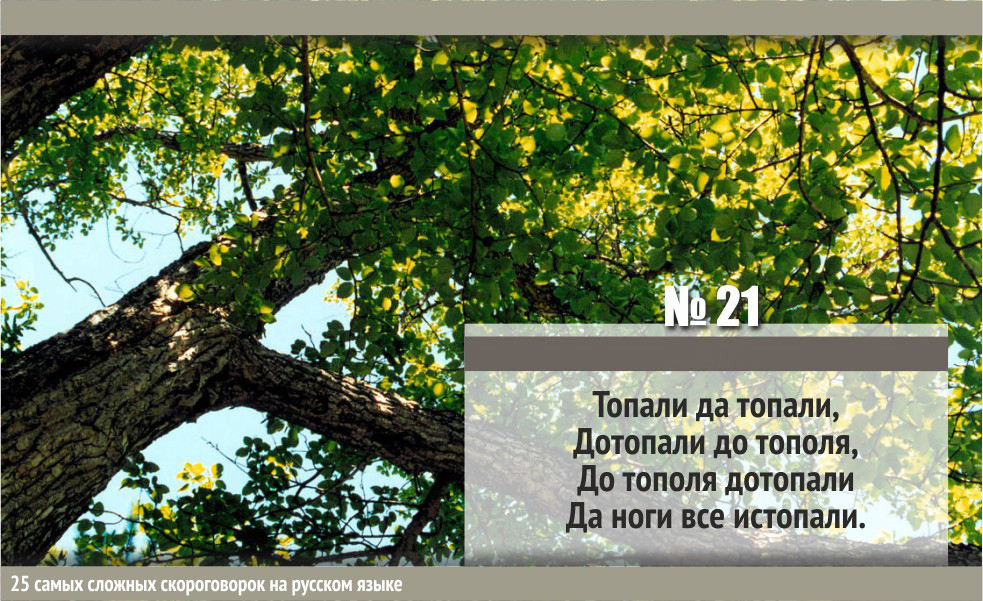 № 21
Топали да топали,
Дотопали до тополя,
До тополя дотопали
Да ноги все истопали.
25 самых сложных скороговорок на русском языке